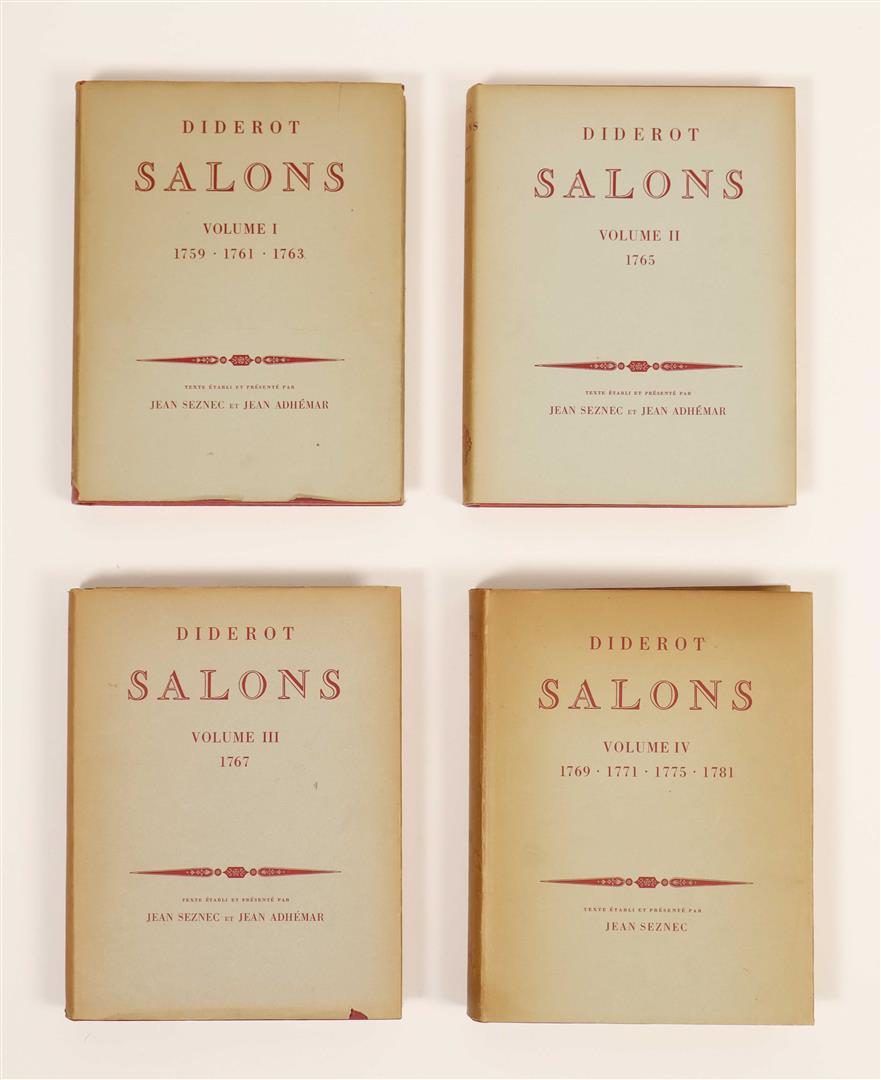 DIDEROT
SALONS
VOLUME I
1759 · 1761 · 1763
TEXTE ÉTABLI ET PRÉSENTÉ PAR
JEAN SEZNEC ET JEAN ADHÉMAR
DIDEROT
SALONS
VOLUME II
1765
TEXTE ÉTABLI ET PRÉSENTÉ PAR
JEAN SEZNEC ET JEAN ADHÉMAR
DIDEROT
SALONS
VOLUME III
1767
TEXTE ÉTABLI ET PRÉSENTÉ PAR
JEAN SEZNEC ET JEAN ADHÉMAR
DIDEROT
SALONS
VOLUME IV
1769 · 1771 · 1775 · 1781
TEXTE ÉTABLI ET PRÉSENTÉ PAR
JEAN SEZNEC